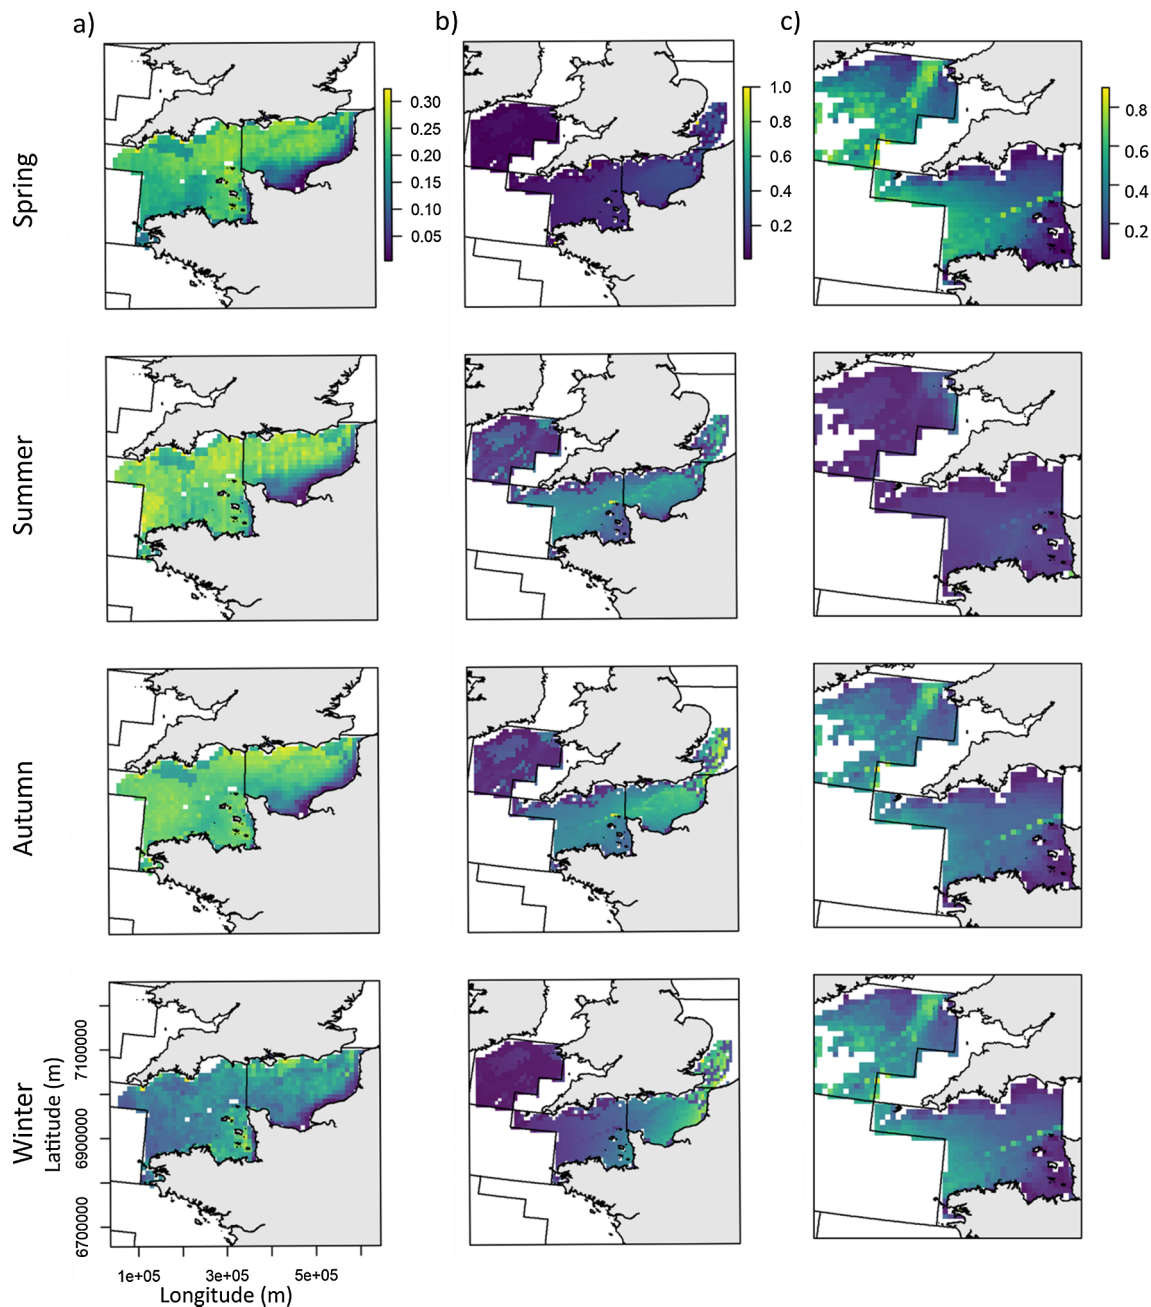 a)
b)
c)
Spring
0.30
0.25
0.20
0.15
0.10
0.05
1.0
0.8
0.6
0.4
0.2
0.8
0.6
0.4
0.2
Summer
Autumn
Winter
Latitude (m)
7100000
6900000
6700000
1e+05
3e+05
5e+05
Longitude (m)